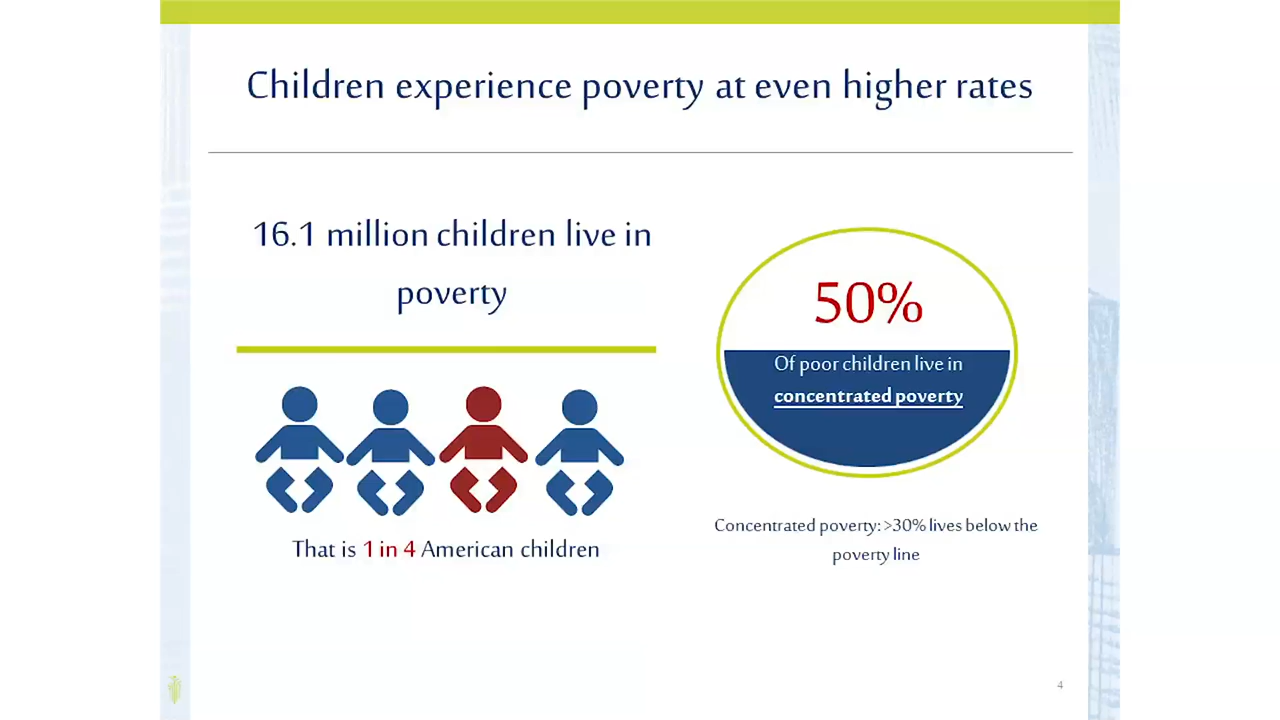 Children experience poverty at even higher rates
16.1 million children live in
poverty
That is 1 in 4 American children
50%
Of poor children live in
concentrated poverty
Concentrated poverty: >30% lives below the
poverty line
4